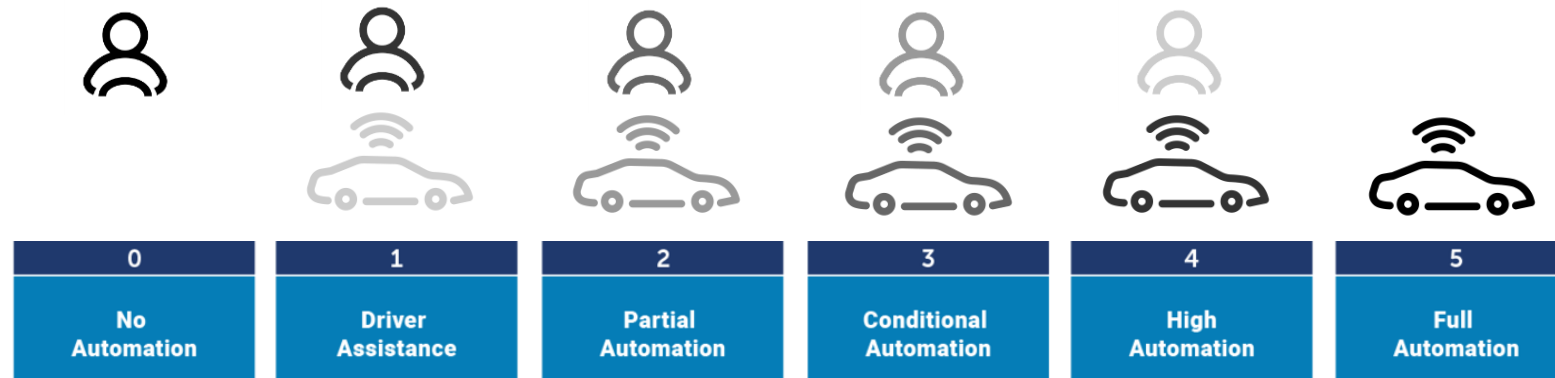 0
No
Automation
1
Driver
Assistance
2
Partial
Automation
3
Conditional
Automation
4
High
Automation
5
Full
Automation